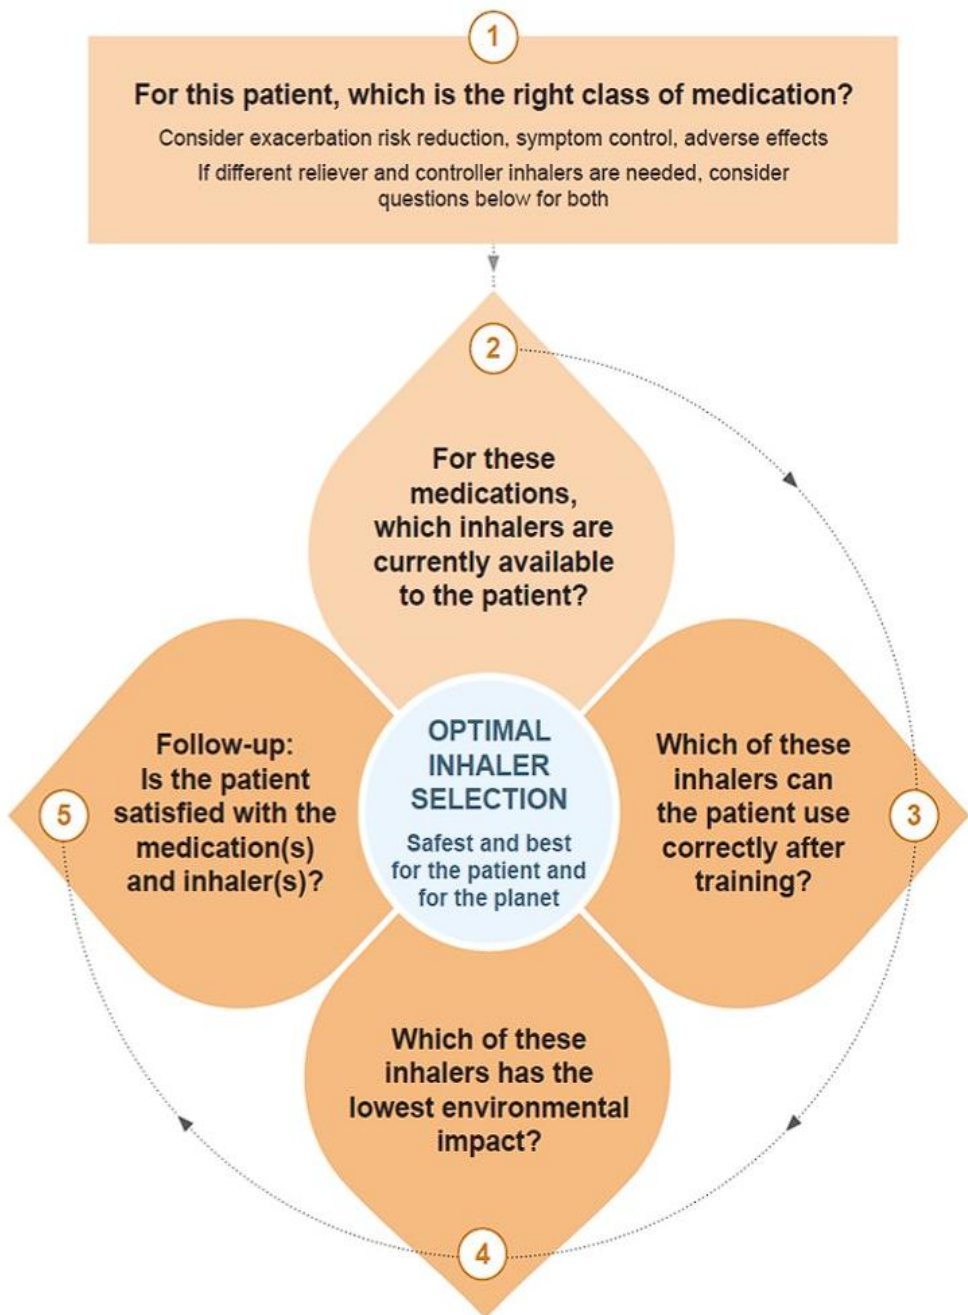 1
For this patient, which is the right class of medication?
Consider exacerbation risk reduction, symptom control, adverse effects
If different reliever and controller inhalers are needed, consider
questions below for both
2
For these
medications,
which inhalers are
currently available
to the patient?
OPTIMAL
INHALER
SELECTION
Safest and best
for the patient and
for the planet
Which of these
inhalers can
the patient use
correctly after
training?
3
Which of these
inhalers has the
lowest environmental
impact?
4
Follow-up:
Is the patient
satisfied with the
medication(s)
and inhaler(s)?
5